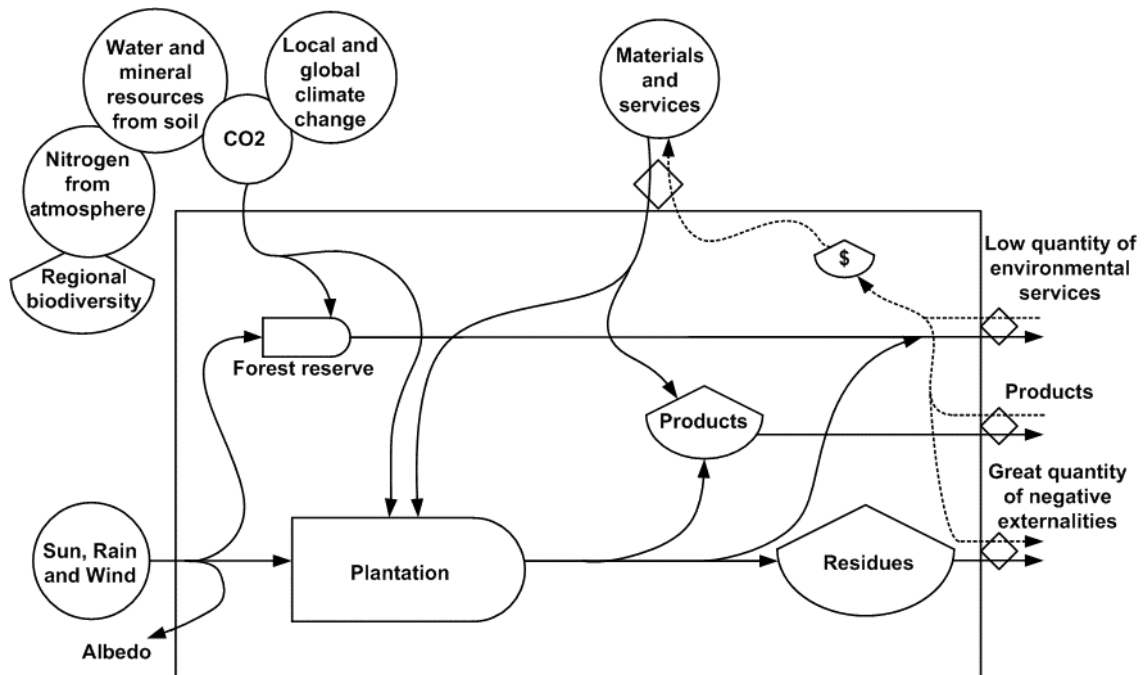 Water and
mineral
resources
from soil
Local and
global
climate
change
CO2
Nitrogen
from
atmosphere
Regional
biodiversity
Materials
and
services
$
Low quantity of
environmental
services
Forest reserve
Products
Products
Great quantity
of negative
externalities
Sun, Rain
and Wind
Plantation
Residues
Albedo